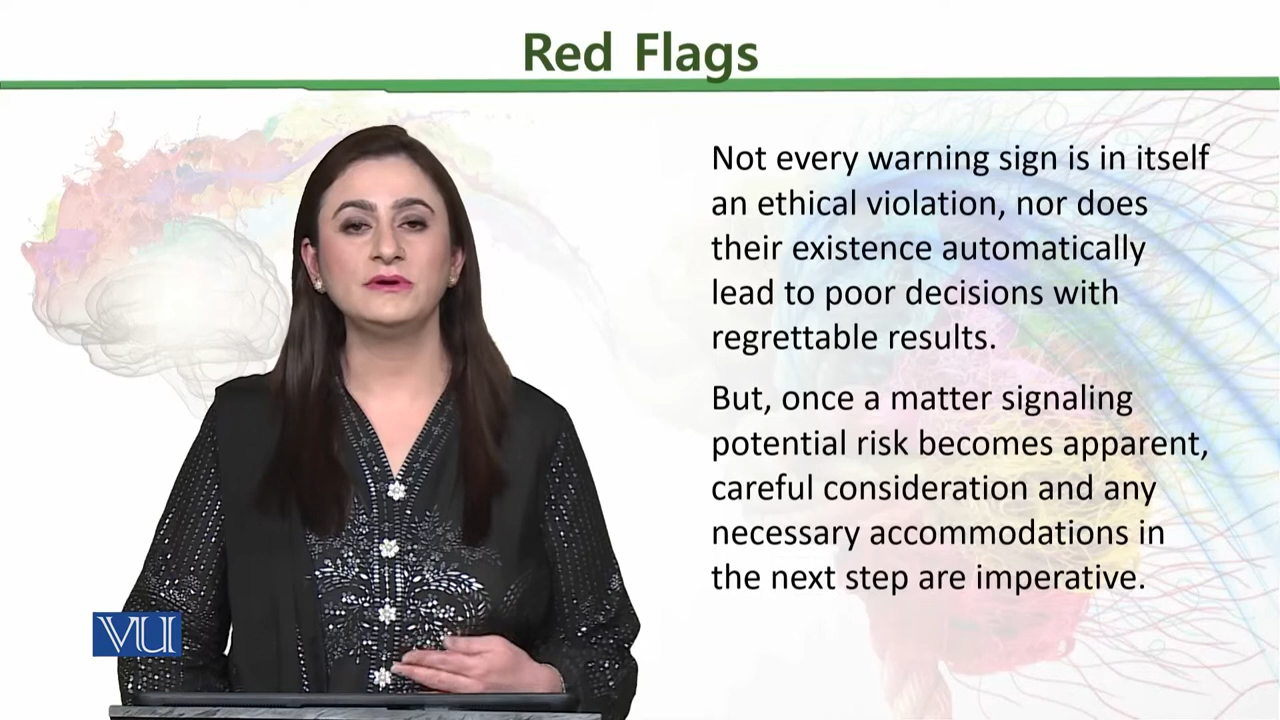 Red Flags
Not every warning sign is in itself
an ethical violation, nor does
their existence automatically
lead to poor decisions with
regrettable results.
But, once a matter signaling
potential risk becomes apparent,
careful consideration and any
necessary accommodations in
the next step are imperative.
VU